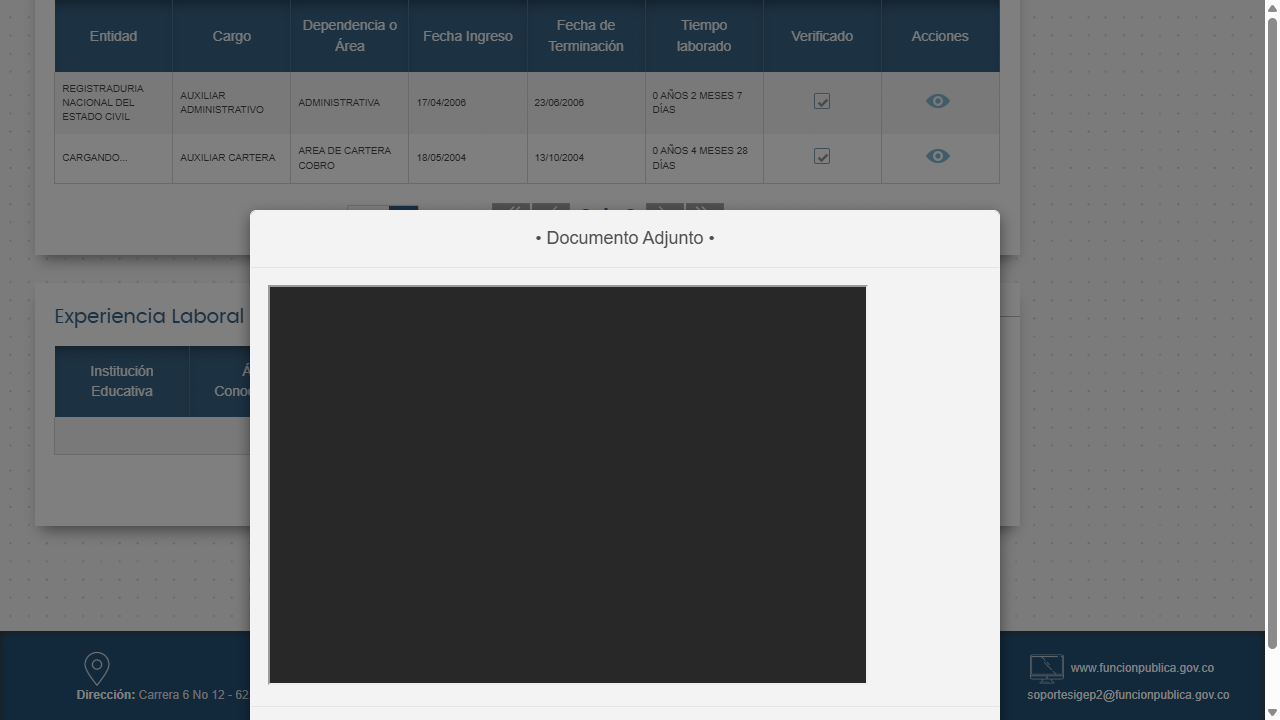 Entidad
Cargo
Dependencia o
Área
Fecha Ingreso
Fecha de
Terminación
Tiempo
laborado
Verificado
Acciones
REGISTRADURIA
NACIONAL DEL
ESTADO CIVIL
AUXILIAR
ADMINISTRATIVO
ADMINISTRATIVA
17/04/2006
23/06/2006
0 AÑOS 2 MESES 7
DÍAS
CARGANDO...
AUXILIAR CARTERA
AREA DE CARTERA
COBRO
18/05/2004
13/10/2004
0 AÑOS 4 MESES 28
DÍAS
• Documento Adjunto •
Experiencia Laboral
Institución
Educativa
Dirección: Carrera 6 No 12 - 62
www.funcionpublica.gov.co
soportesigep2@funcionpublica.gov.co